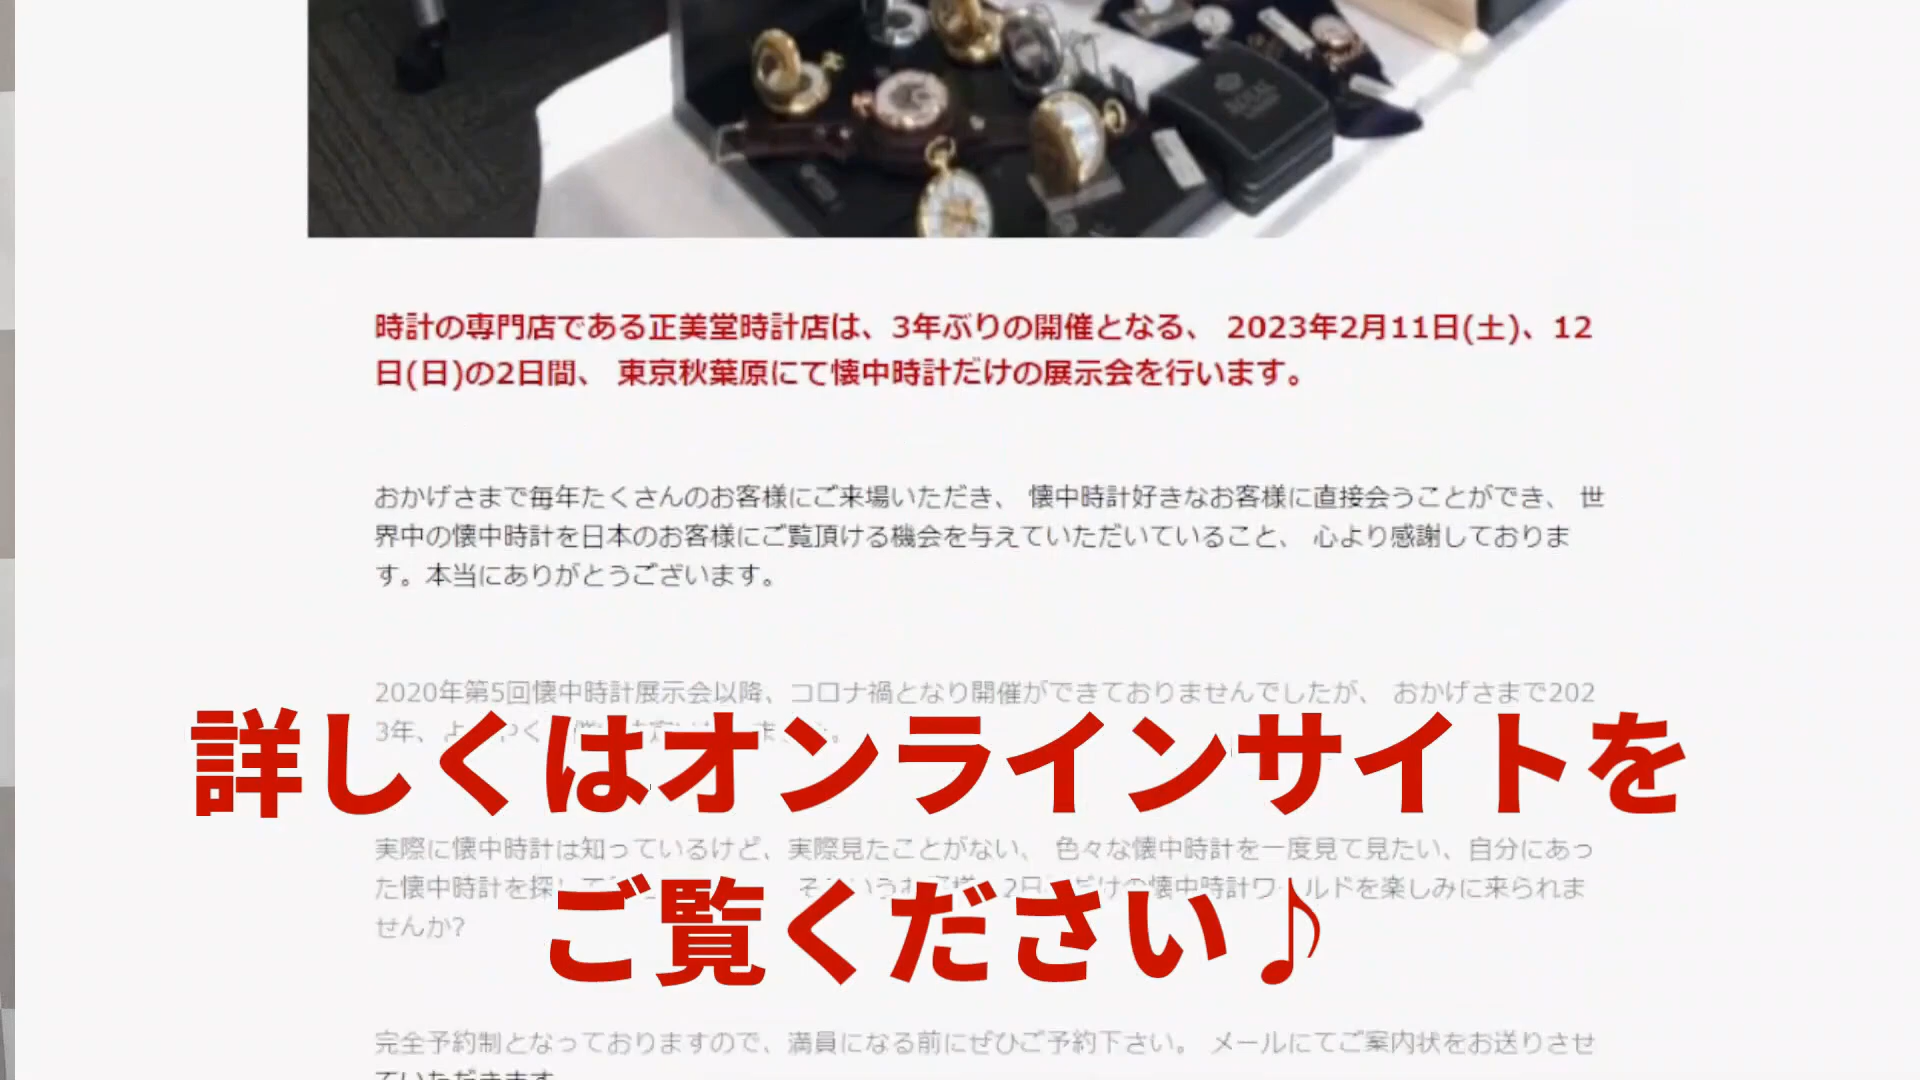 時計の専門店である正美堂時計店は、3年ぶりの開催となる、 2023年2月11日(土)、12
日(日)の2日間、 東京秋葉原にて懐中時計だけの展示会を行います。
おかげさまで毎年たくさんのお客様にご来場いただき、 懐中時計好きなお客様に直接会うことができ、 世
界中の懐中時計を日本のお客様にご覧頂ける機会を与えていただいていること、 心より感謝しておりま
す。本当にありがとうございます。
2020年第5回懐中時計展示会以降、コロナ禍となり開催ができておりませんでしたが、 おかげさまで202
3年、
詳しくはオンラインサイトを
実際に懐中時計は知っているけど、実際見たことがない、 色々な懐中時計を一度見て見たい、自分にあっ
た懐中時計を探 だけの懐中時計ワールドを楽しみに来られま
せんか?
ご覧ください♪
完全予約制となっておりますので、満員になる前にぜひご予約下さい。 メールにてご案内状をお送りさせ
ていただきます